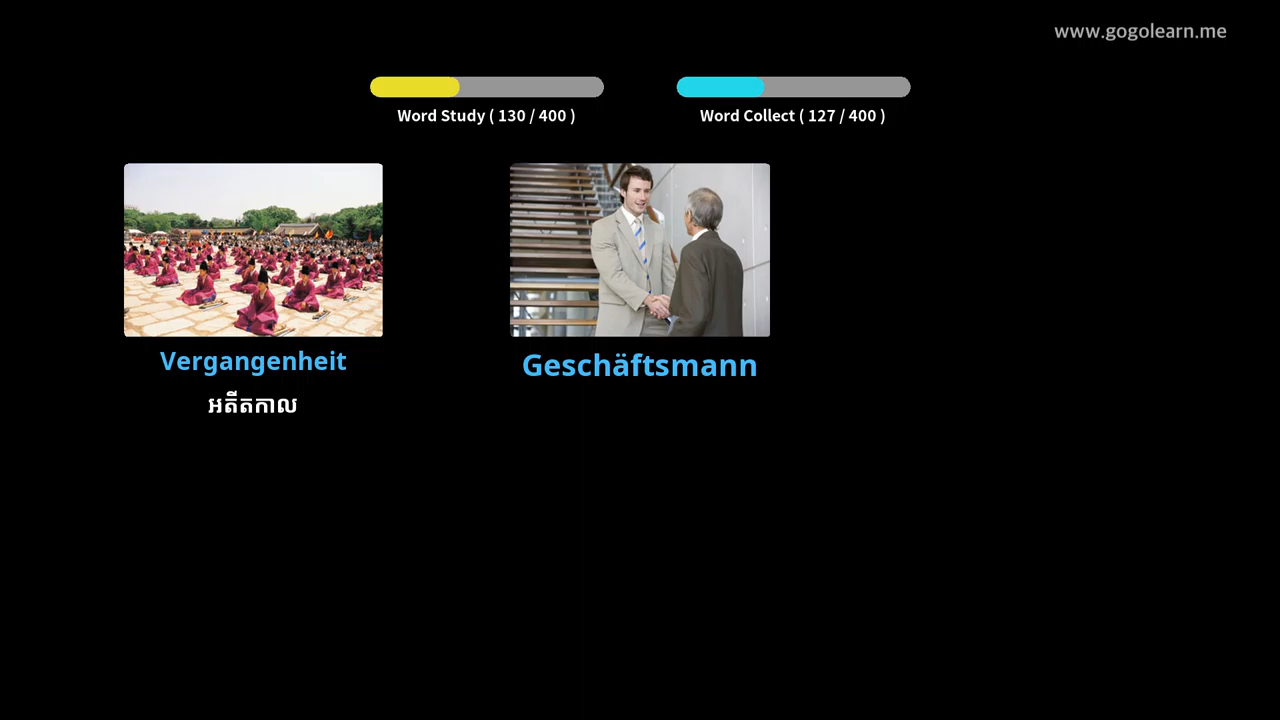 www.gogolearn.me
Word Study ( 130 / 400 )
Word Collect ( 127 / 400 )
Vergangenheit
អតីតកាល
Geschäftsmann